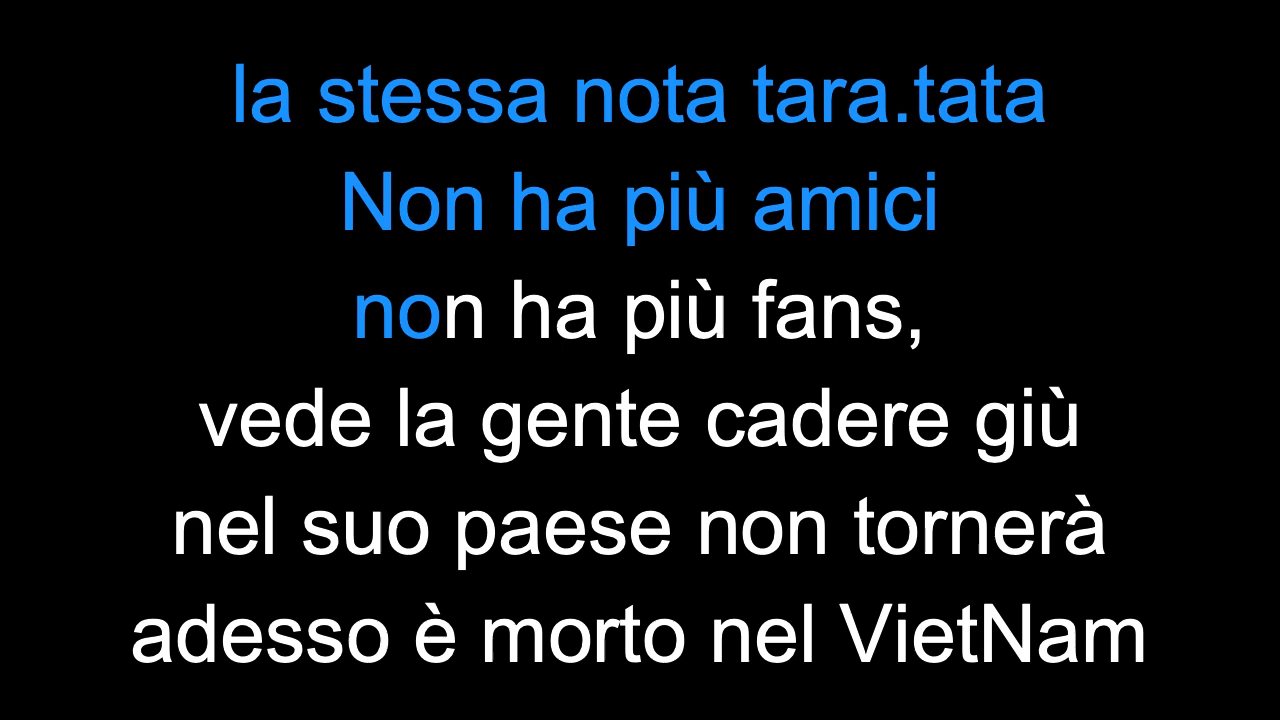 la stessa nota tara.tata
Non ha più amici
non ha più fans,
vede la gente cadere giù
nel suo paese non tornerà
adesso è morto nel VietNam